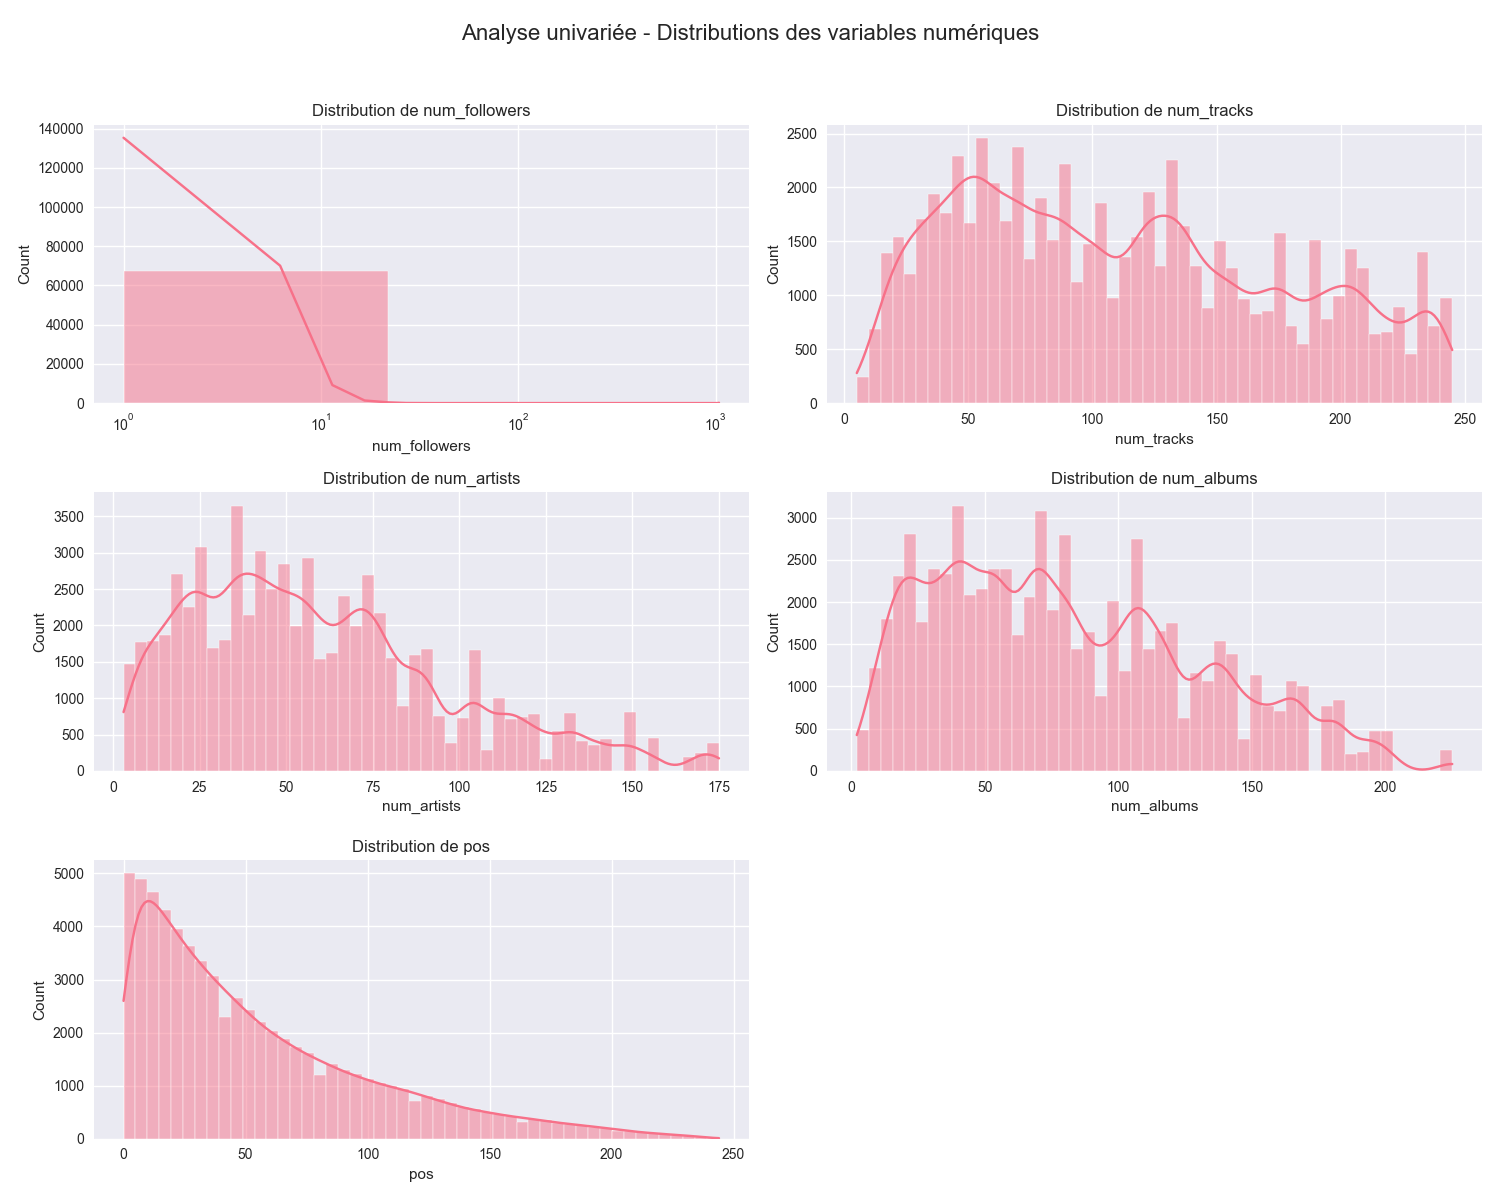 Analyse univariée - Distributions des variables numériques
Distribution de num_followers
140000
120000
100000
80000
60000
40000
20000
0
Count
10^0 10^1 10^2 10^3
num_followers
Distribution de num_tracks
2500
2000
1500
1000
500
0
Count
0 50 100 150 200 250
num_tracks
Distribution de num_artists
3500
3000
2500
2000
1500
1000
500
0
Count
0 25 50 75 100 125 150 175
num_artists
Distribution de num_albums
3000
2500
2000
1500
1000
500
0
Count
0 50 100 150 200
num_albums
Distribution de pos
5000
4000
3000
2000
1000
0
Count
0 50 100 150 200 250
pos